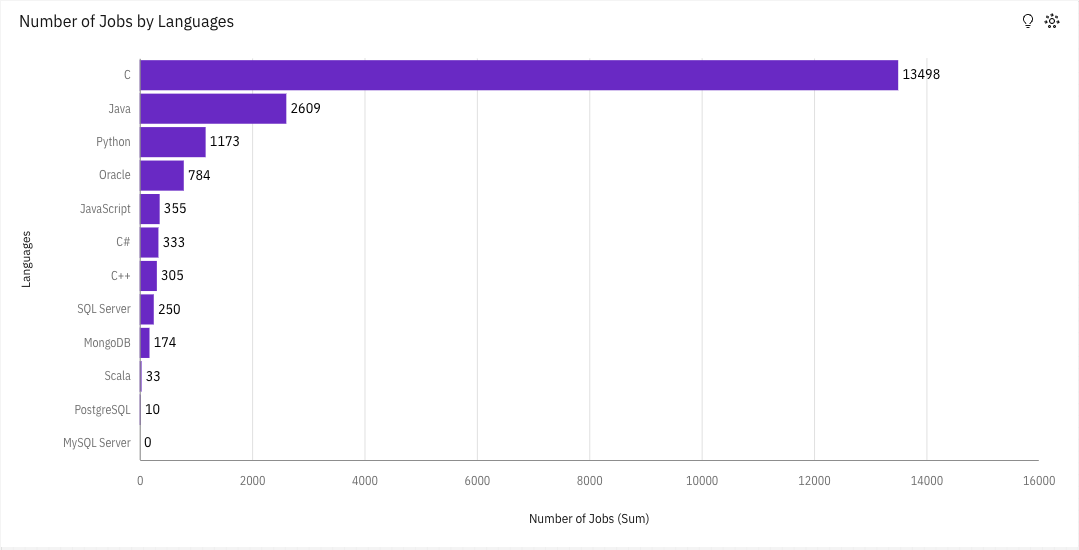 Number of Jobs by Languages
C 13498
Java 2609
Python 1173
Oracle 784
JavaScript 355
C# 333
C++ 305
SQL Server 250
MongoDB 174
Scala 33
PostgreSQL 10
MySQL Server 0
Languages
0 2000 4000 6000 8000 10000 12000 14000 16000
Number of Jobs (Sum)